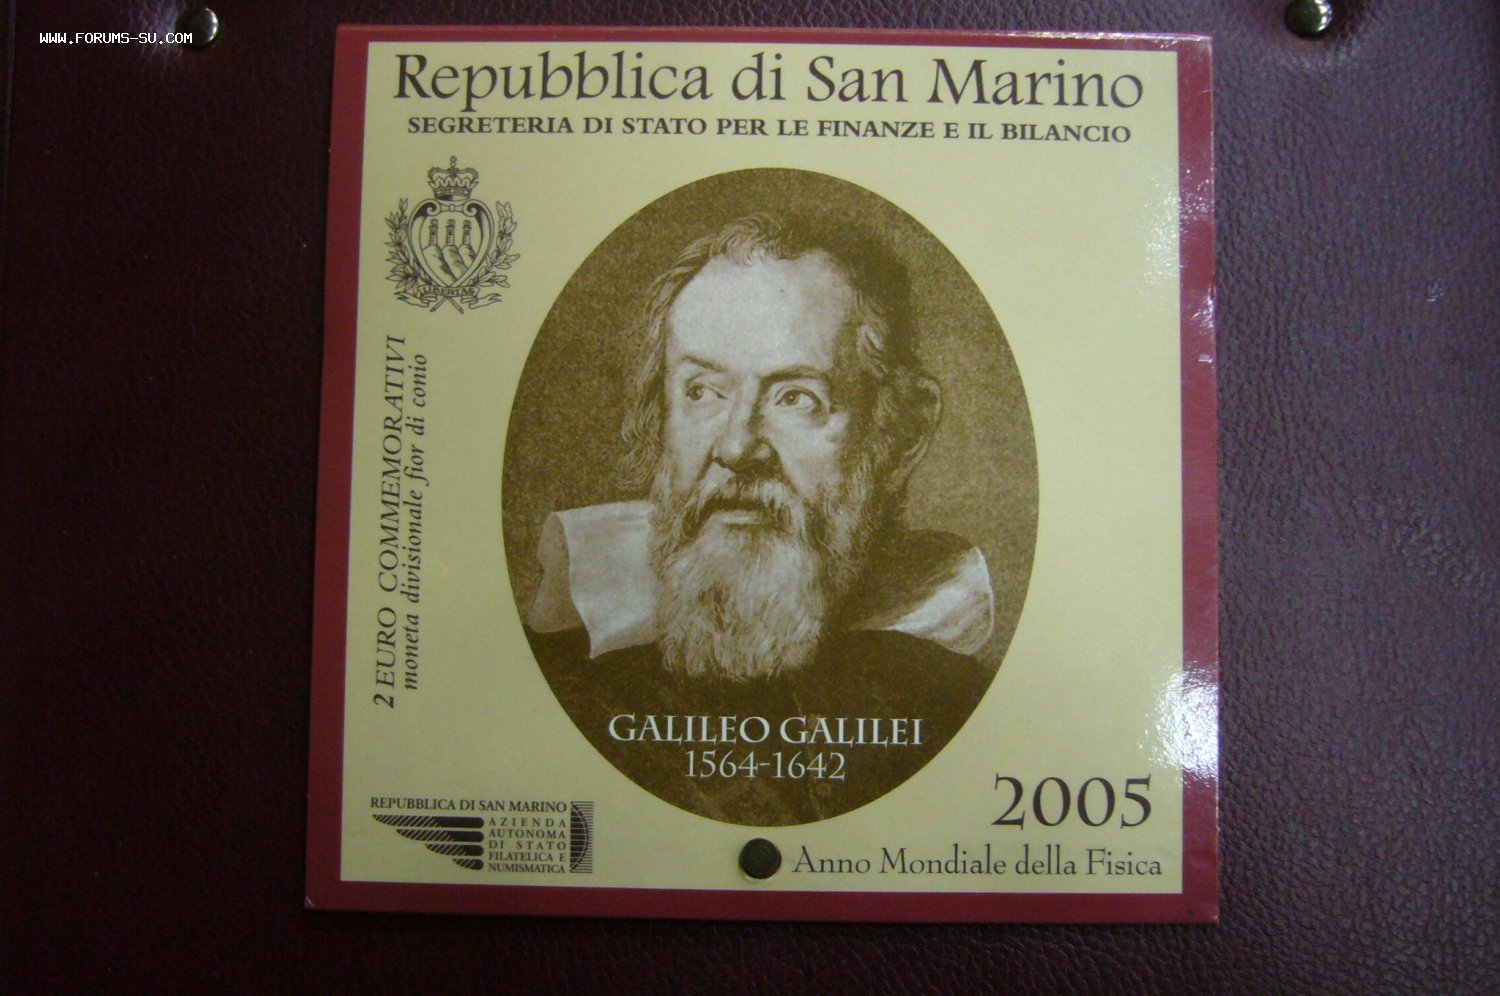 WWW.FORUMS-SU.COM
Repubblica di San Marino
SEGRETERIA DI STATO PER LE FINANZE E IL BILANCIO
LIBERTAS
2 EURO COMMEMORATIVI
moneta divisionale fior di conio
GALILEO GALILEI
1564-1642
2005
Anno Mondiale della Fisica
REPUBBLICA DI SAN MARINO
AZIENDA
AUTONOMA
DI STATO
FILATELICA E
NUMISMATICA